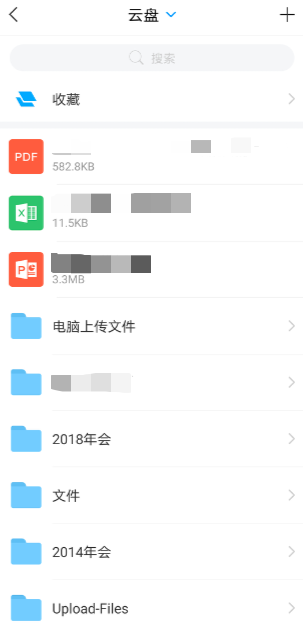 云盘
搜索
收藏
PDF
582.8KB
X
11.5KB
P
3.3MB
电脑上传文件
2018年会
文件
2014年会
Upload-Files